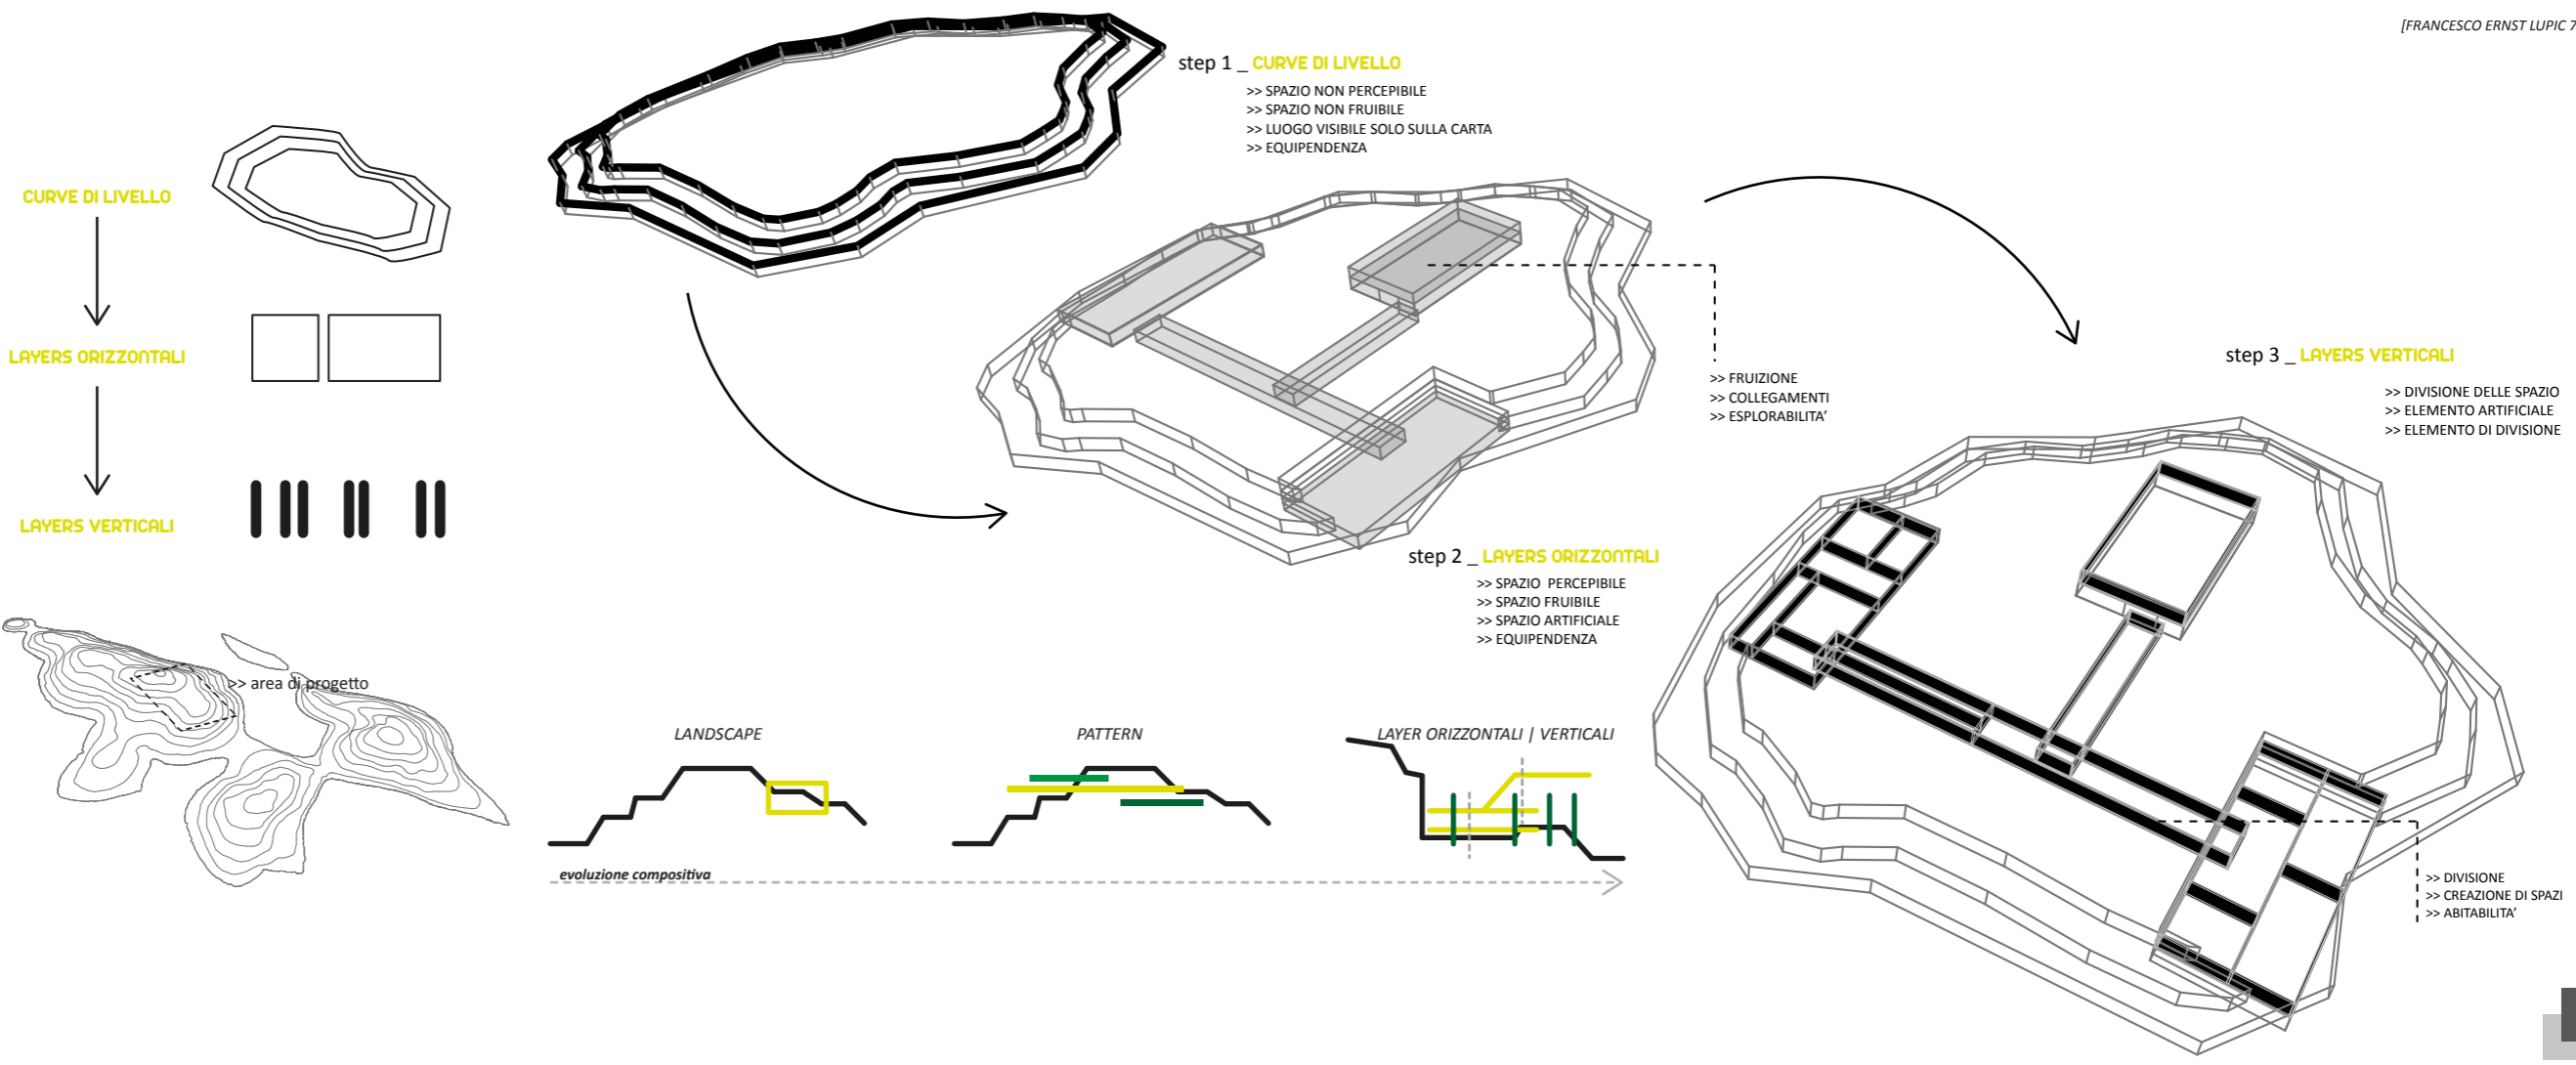 [FRANCESCO ERNST LUPIC 7
step 1 _ CURVE DI LIVELLO
>> SPAZIO NON PERCEPIBILE
>> SPAZIO NON FRUIBILE
>> LUOGO VISIBILE SOLO SULLA CARTA
>> EQUIPENDENZA
CURVE DI LIVELLO
LAYERS ORIZZONTALI
LAYERS VERTICALI
>> FRUIZIONE
>> COLLEGAMENTI
>> ESPLORABILITA'
step 3 _ LAYERS VERTICALI
>> DIVISIONE DELLE SPAZIO
>> ELEMENTO ARTIFICIALE
>> ELEMENTO DI DIVISIONE
step 2 _ LAYERS ORIZZONTALI
>> SPAZIO  PERCEPIBILE
>> SPAZIO FRUIBILE
>> SPAZIO ARTIFICIALE
>> EQUIPENDENZA
>> area di progetto
LANDSCAPE
PATTERN
LAYER ORIZZONTALI | VERTICALI
evoluzione compositiva
>> DIVISIONE
>> CREAZIONE DI SPAZI
>> ABITABILITA'